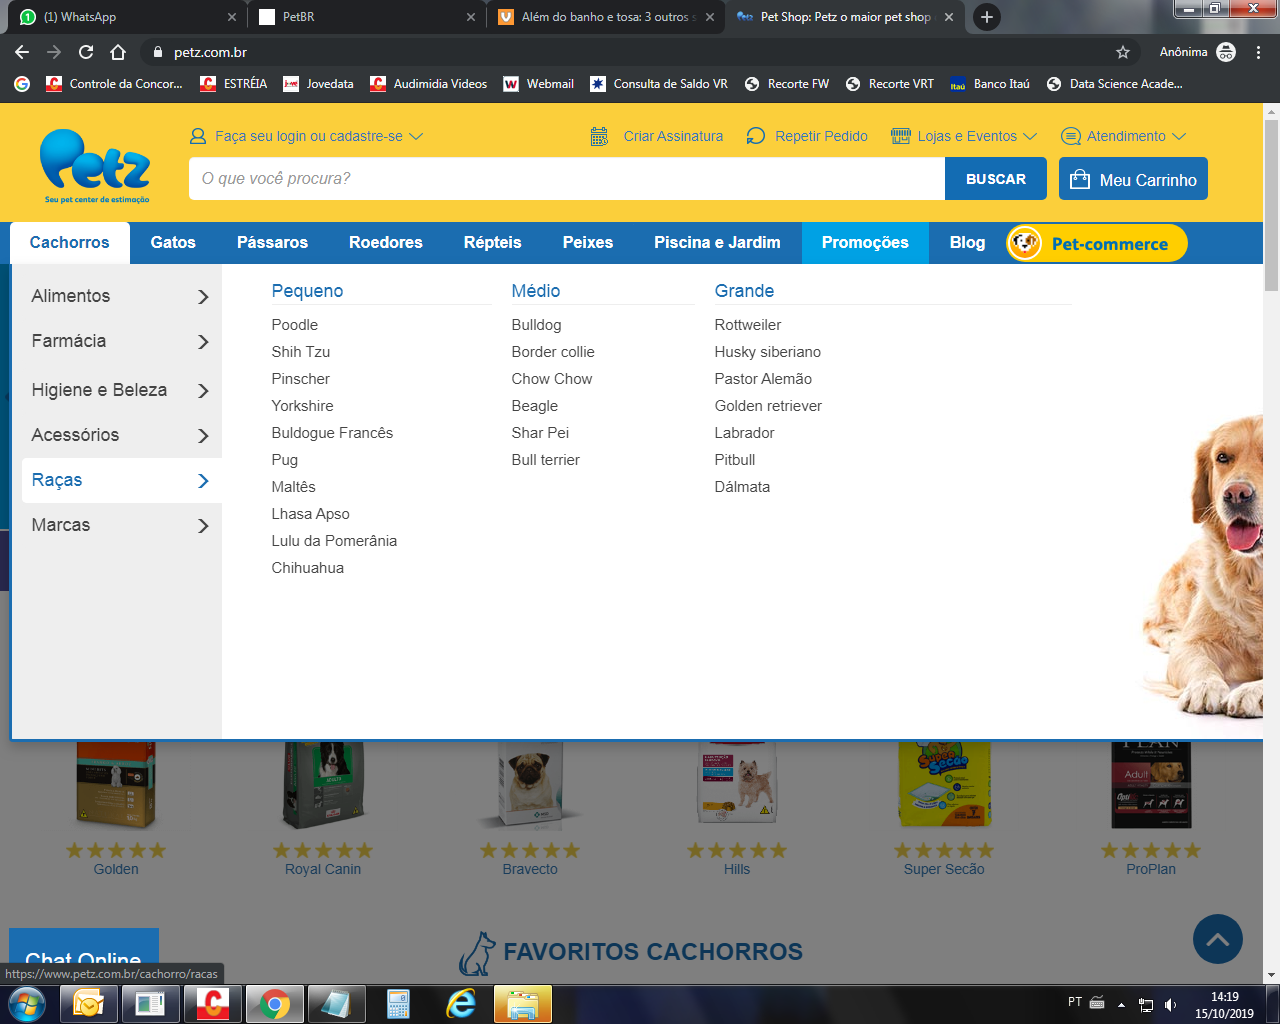 (1) WhatsApp
PetBR
Além do banho e tosa: 3 outros s
Pet Shop: Petz o maior pet shop
petz.com.br
Anônima
Controle da Concor...
ESTRÉIA
Jovedata
Audimidia Videos
Webmail
Consulta de Saldo VR
Recorte FW
Recorte VRT
Banco Itaú
Data Science Acade...
Petz
Seu pet center de estimação
Faça seu login ou cadastre-se
Criar Assinatura
Repetir Pedido
Lojas e Eventos
Atendimento
O que você procura?
BUSCAR
Meu Carrinho
Cachorros
Gatos
Pássaros
Roedores
Répteis
Peixes
Piscina e Jardim
Promoções
Blog
Pet-commerce
Alimentos
Farmácia
Higiene e Beleza
Acessórios
Raças
Marcas
Pequeno
Poodle
Shih Tzu
Pinscher
Yorkshire
Buldogue Francês
Pug
Maltês
Lhasa Apso
Lulu da Pomerânia
Chihuahua
Médio
Bulldog
Border collie
Chow Chow
Beagle
Shar Pei
Bull terrier
Grande
Rottweiler
Husky siberiano
Pastor Alemão
Golden retriever
Labrador
Pitbull
Dálmata
Super
Secão
PLAN
Adult
Opti
Golden
Royal Canin
Bravecto
Hills
Super Secão
ProPlan
FAVORITOS CACHORROS
Chat Online
https://www.petz.com.br/cachorro/racas
PT
14:19
15/10/2019